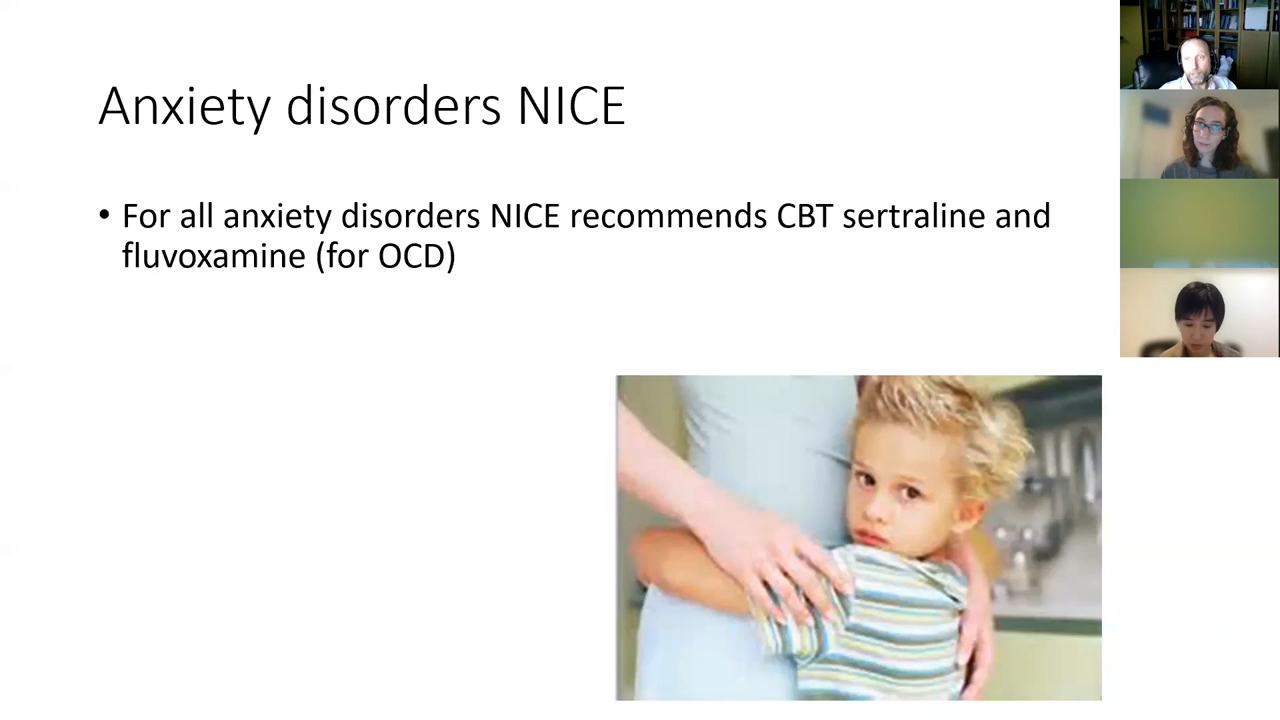 Anxiety disorders NICE
• For all anxiety disorders NICE recommends CBT sertraline and
fluvoxamine (for OCD)